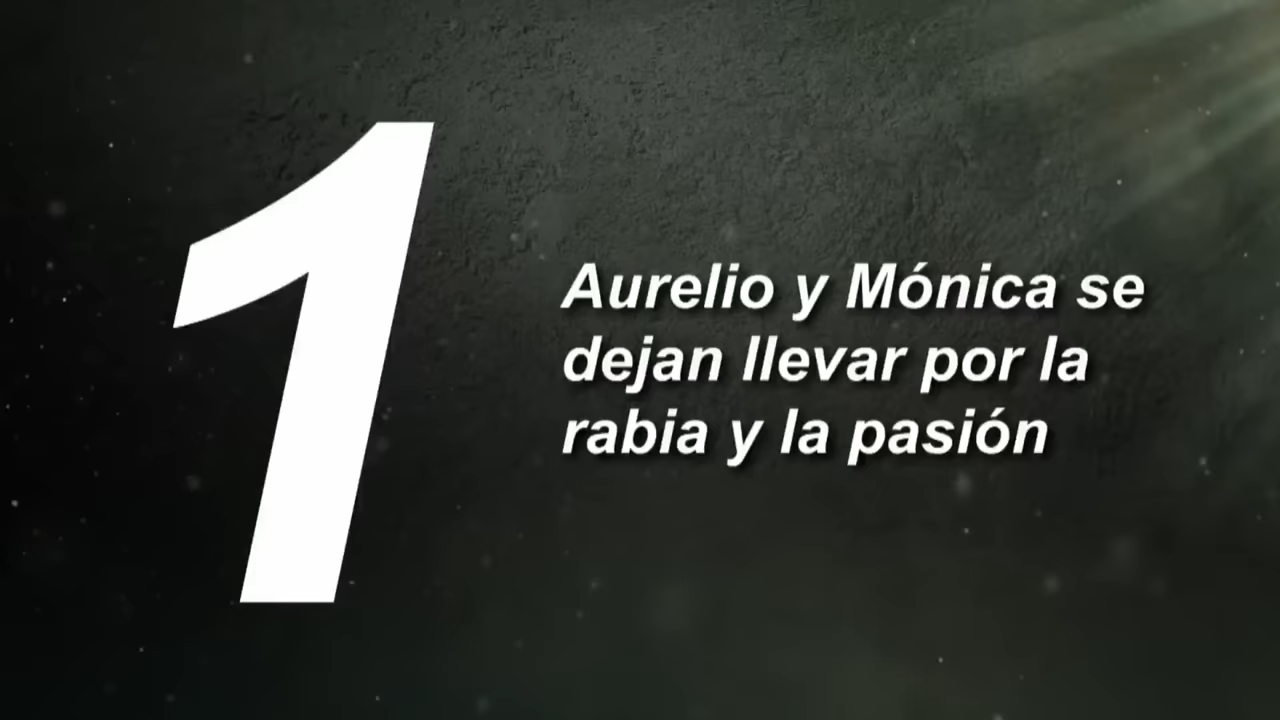 1
Aurelio y Mónica se
dejan llevar por la
rabia y la pasión